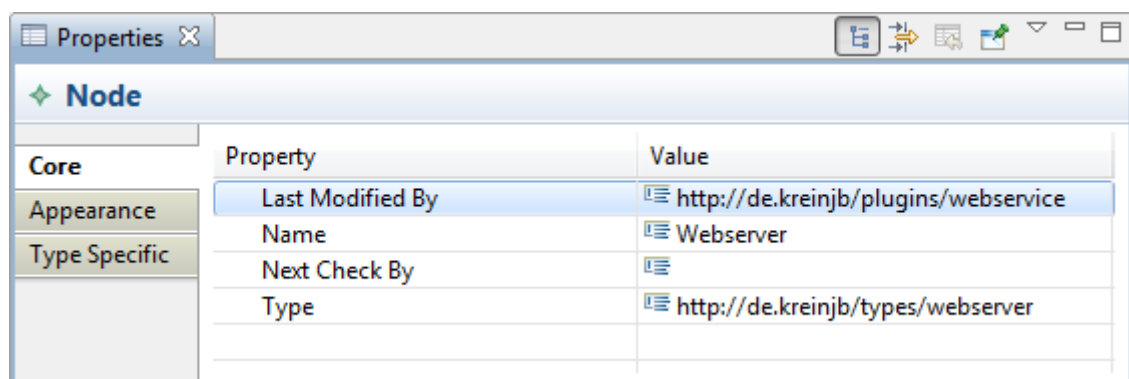 Properties
Node
Core
Appearance
Type Specific
Property Value
Last Modified By http://de.kreinjb/plugins/webservice
Name Webserver
Next Check By
Type http://de.kreinjb/types/webserver